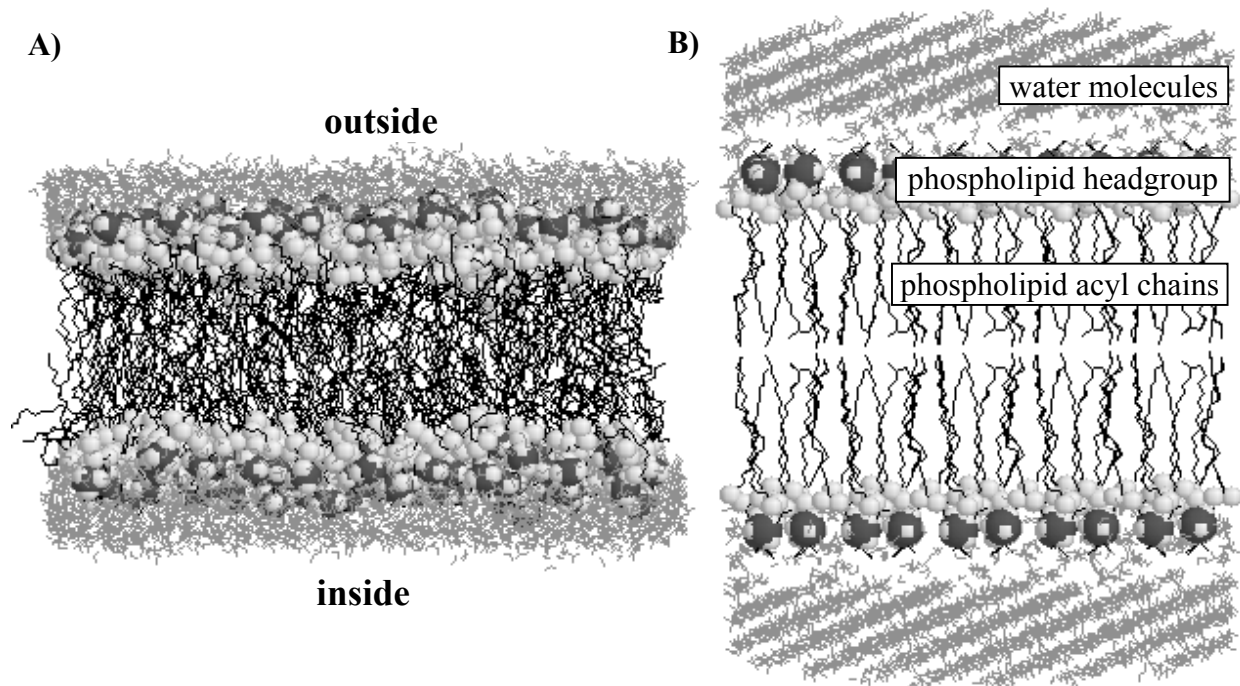 A)
outside
inside
B)
water molecules
phospholipid headgroup
phospholipid acyl chains